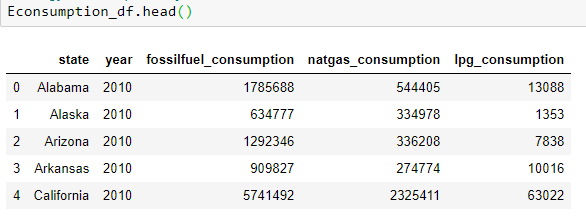 Econsumption_df.head()
state year fossilfuel_consumption natgas_consumption lpg_consumption
0 Alabama 2010 1785688 544405 13088
1 Alaska 2010 634777 334978 1353
2 Arizona 2010 1292346 336208 7838
3 Arkansas 2010 909827 274774 10016
4 California 2010 5741492 2325411 63022